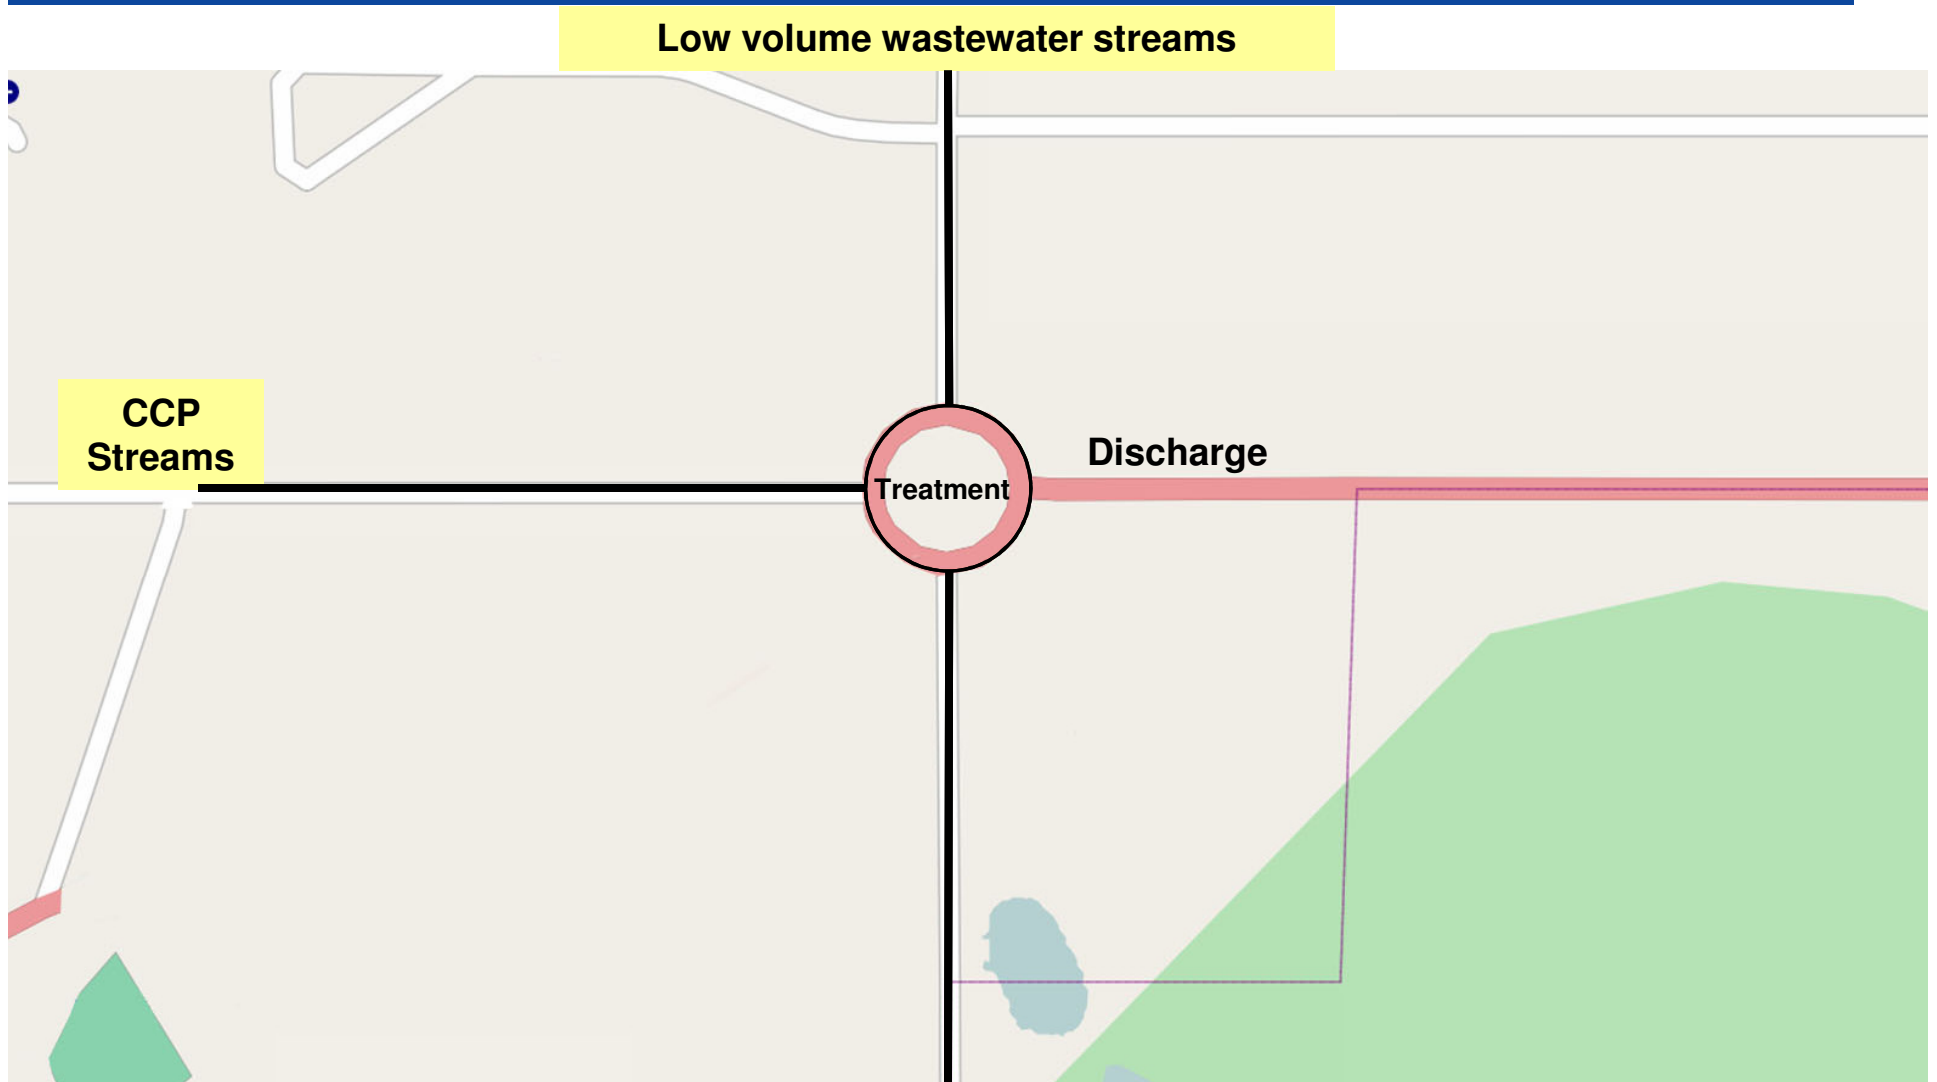 Low volume wastewater streams
CCP
Streams
Discharge
Treatment